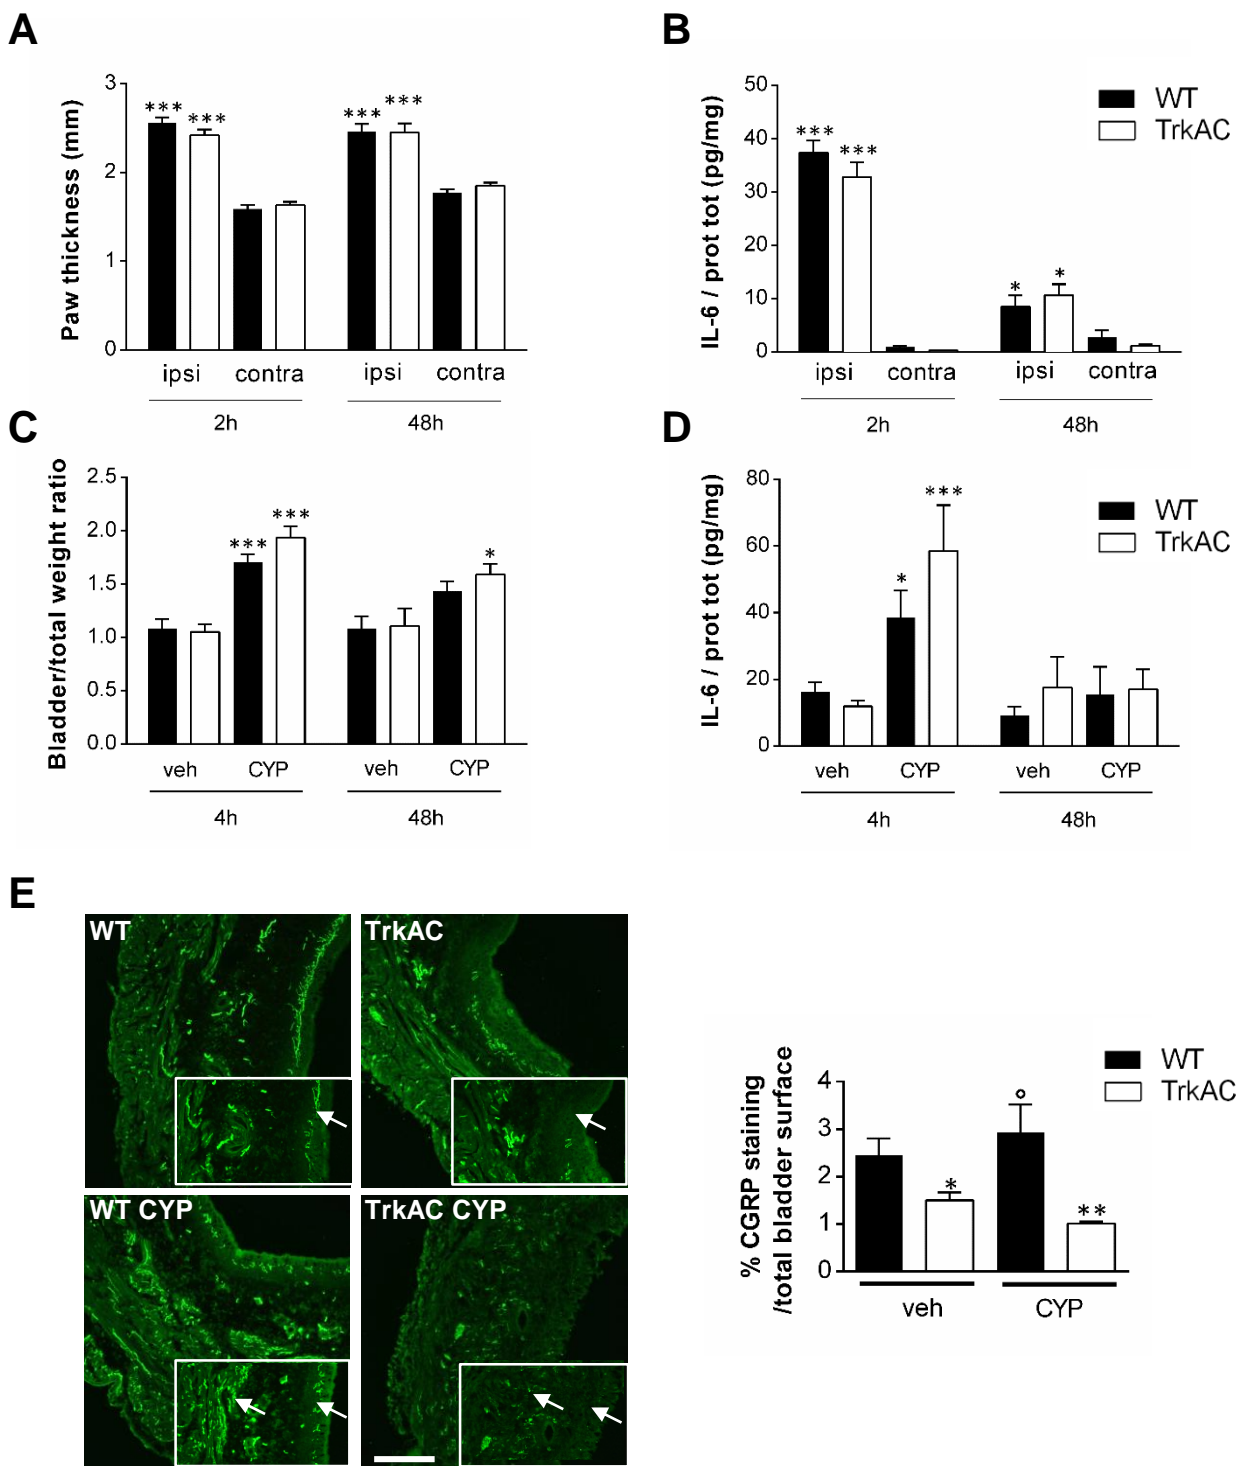 A
Paw thickness (mm)
3
2
1
0
*** *** *** ***
ipsi contra ipsi contra
2h 48h
B
IL-6 / prot tot (pg/mg)
50
40
30
20
10
0
*** *** * *
WT
TrkAC
ipsi contra ipsi contra
2h 48h
C
Bladder/total weight ratio
2.5
2.0
1.5
1.0
0.5
0.0
*** *** *
veh CYP veh CYP
4h 48h
D
IL-6 / prot tot (pg/mg)
80
60
40
20
0
* ***
WT
TrkAC
veh CYP veh CYP
4h 48h
E
WT
TrkAC
WT CYP
TrkAC CYP
% CGRP staining
/total bladder surface
4
3
2
1
0
* ° **
WT
TrkAC
veh CYP